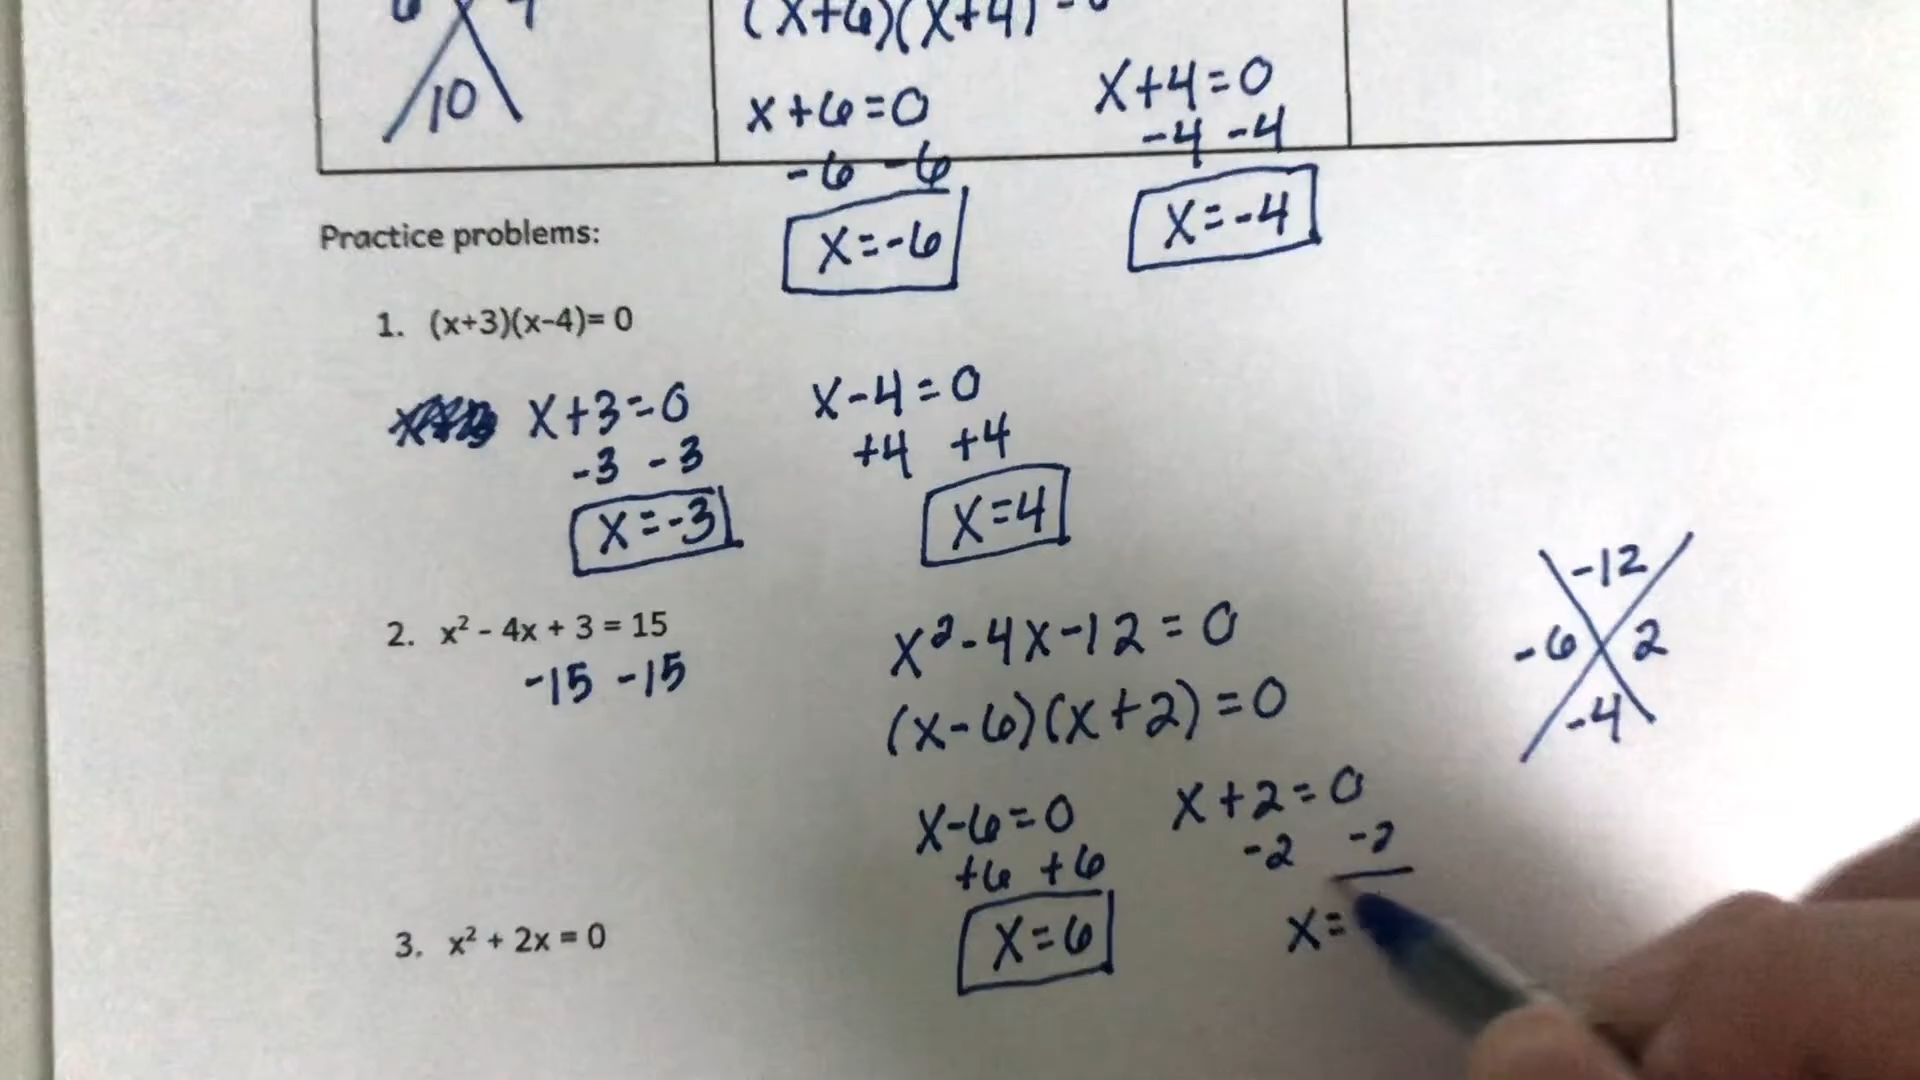 (x+6)(x+4)=0
10
x+6=0
x+4=0
-6 -6
-4 -4
x=-6
x=-4
Practice problems:
1. (x+3)(x-4)= 0
x+3=0
x-4=0
-3 -3
+4 +4
x=-3
x=4
2. x² - 4x + 3 = 15
-15 -15
x²-4x-12=0
(x-6)(x+2)=0
-12
-6 2
-4
x-6=0
x+2=0
+6 +6
-2 -2
x=6
x=
3. x² + 2x = 0